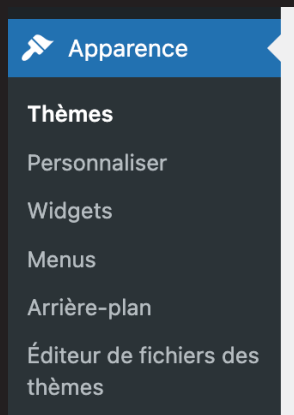 Apparence
Thèmes
Personnaliser
Widgets
Menus
Arrière-plan
Éditeur de fichiers des
thèmes